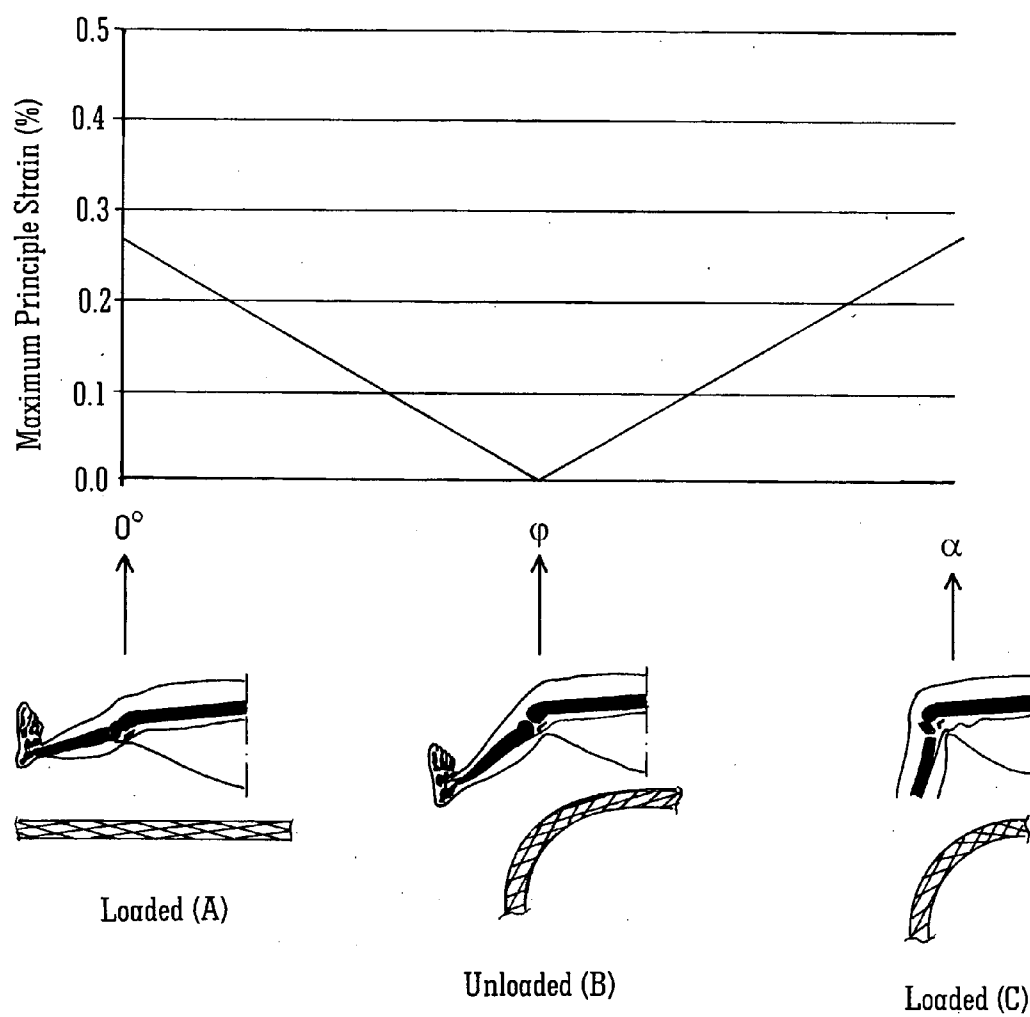 Maximum Principle Strain (%)
0.5
0.4
0.3
0.2
0.1
0.0
0°
φ
α
Loaded (A)
Unloaded (B)
Loaded (C)